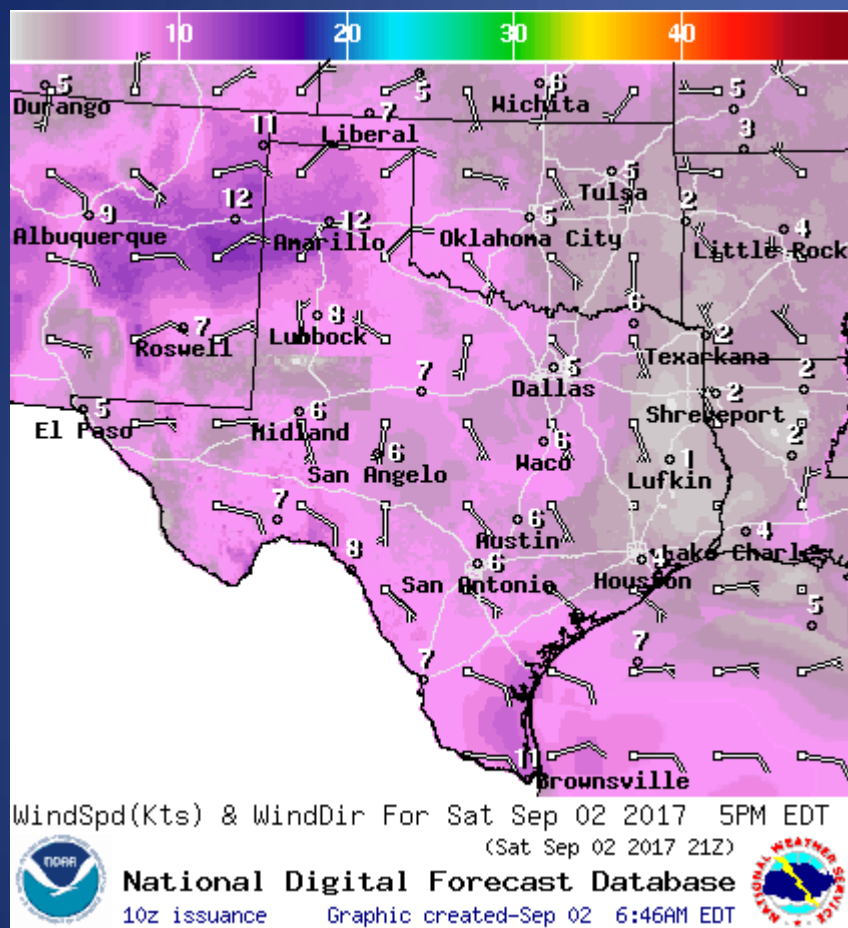 10 20 30 40
5 5 6 5
Durango Wichita
7 Liberal
11 3
5 Tulsa
12 12 9 2 4
Albuquerque Amarillo 5 Oklahoma City Little Rock
7 8 6 2
Roswell Lubbock Texarkana
5 Dallas
7 2 2
Shreveport
5 6
El Paso Midland 6 Waco 2
6 San Angelo 1 Lufkin
7 6 Austin 4
8 6 Lake Charles
San Antonio 4 Houston
5
7 7
11 Brownsville
WindSpd(Kts) & WindDir For Sat Sep 02 2017 5PM EDT
(Sat Sep 02 2017 21Z)
NOAA
National Digital Forecast Database
10z issuance Graphic created-Sep 02 6:46AM EDT
NATIONAL WEATHER SERVICE